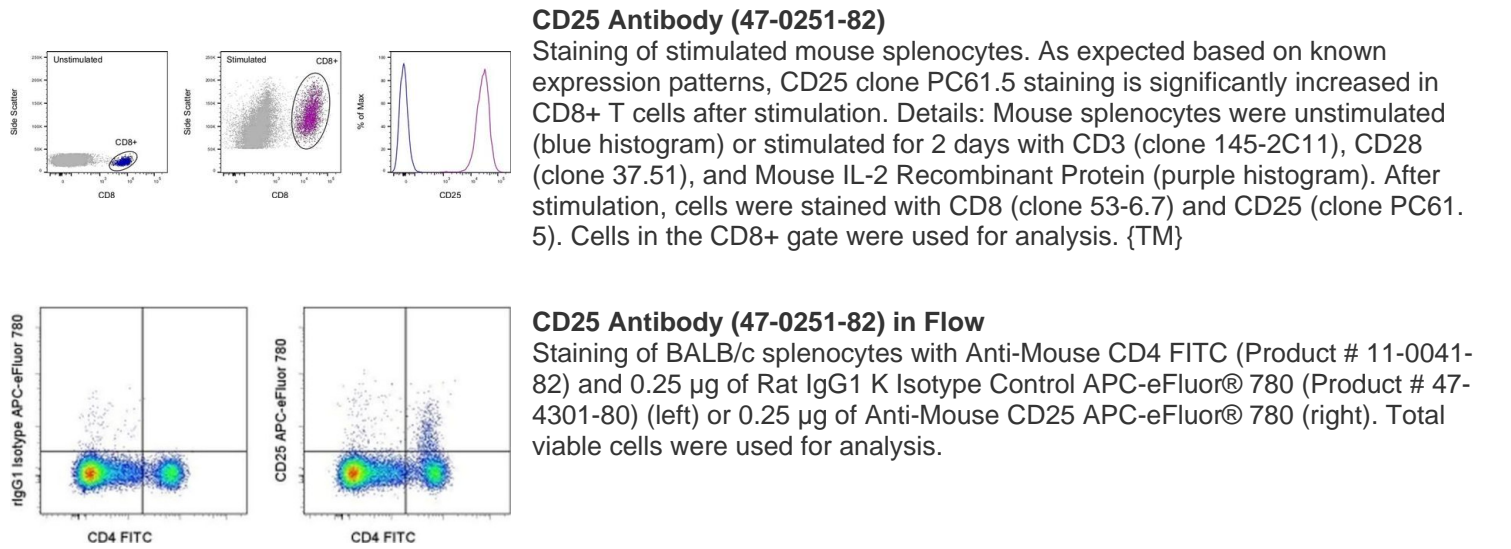 CD25 Antibody (47-0251-82)
Staining of stimulated mouse splenocytes. As expected based on known
expression patterns, CD25 clone PC61.5 staining is significantly increased in
CD8+ T cells after stimulation. Details: Mouse splenocytes were unstimulated
(blue histogram) or stimulated for 2 days with CD3 (clone 145-2C11), CD28
(clone 37.51), and Mouse IL-2 Recombinant Protein (purple histogram). After
stimulation, cells were stained with CD8 (clone 53-6.7) and CD25 (clone PC61.
5). Cells in the CD8+ gate were used for analysis. {TM}
Unstimulated
CD8+
Side Scatter
CD8
Stimulated
CD8+
Side Scatter
CD8
% of Max
CD25
CD25 Antibody (47-0251-82) in Flow
Staining of BALB/c splenocytes with Anti-Mouse CD4 FITC (Product # 11-0041-
82) and 0.25 µg of Rat IgG1 K Isotype Control APC-eFluor® 780 (Product # 47-
4301-80) (left) or 0.25 µg of Anti-Mouse CD25 APC-eFluor® 780 (right). Total
viable cells were used for analysis.
rIgG1 Isotype APC-eFluor 780
CD4 FITC
CD25 APC-eFluor 780
CD4 FITC